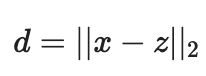 d = ||x − z||₂